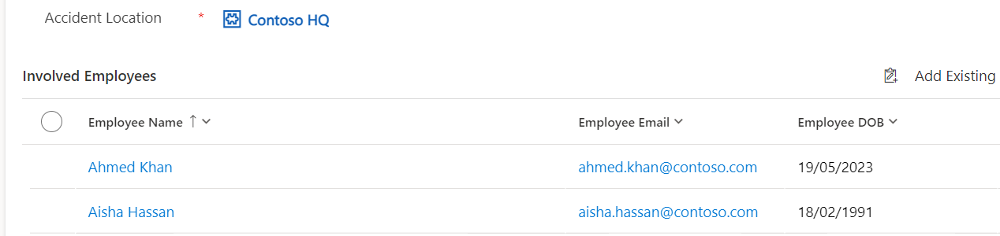 Accident Location * Contoso HQ
Involved Employees Add Existing
Employee Name Employee Email Employee DOB
Ahmed Khan ahmed.khan@contoso.com 19/05/2023
Aisha Hassan aisha.hassan@contoso.com 18/02/1991